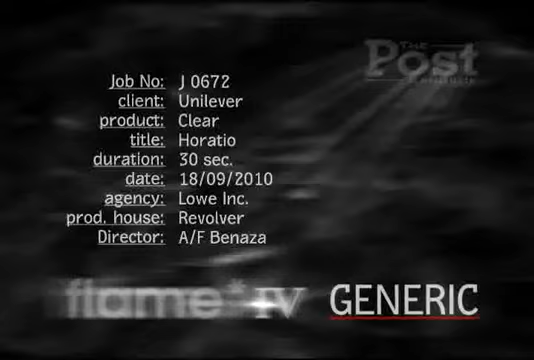 THE
Post
Job No: J 0672
client: Unilever
product: Clear
title: Horatio
duration: 30 sec.
date: 18/09/2010
agency: Lowe Inc.
prod. house: Revolver
Director: A/F Benaza
flame* IV GENERIC